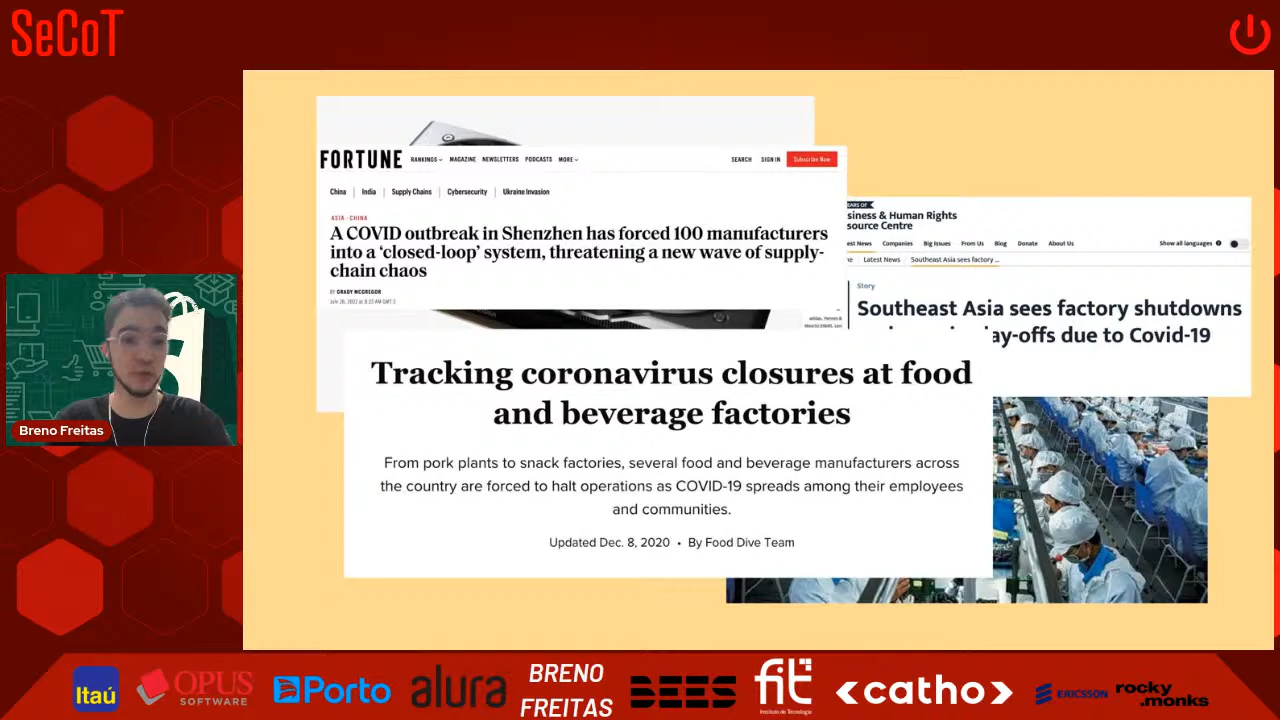 SeCoT
FORTUNE
RANKINGS MAGAZINE NEWSLETTERS PODCASTS MORE
SEARCH SIGN IN Subscribe Now
China India Supply Chains Cybersecurity Ukraine Invasion
ASIA · CHINA
A COVID outbreak in Shenzhen has forced 100 manufacturers
into a ‘closed-loop’ system, threatening a new wave of supply-
chain chaos
BY GRADY MCGREGOR
siness & Human Rights
source Centre
est News Companies Big Issues From Us Blog Donate About Us
Show all languages
Latest News Southeast Asia sees factory ...
Story
Southeast Asia sees factory shutdowns
ay-offs due to Covid-19
Tracking coronavirus closures at food
and beverage factories
From pork plants to snack factories, several food and beverage manufacturers across
the country are forced to halt operations as COVID-19 spreads among their employees
and communities.
Updated Dec. 8, 2020 • By Food Dive Team
Breno Freitas
Itaú
OPUS
SOFTWARE
Porto
alura
BRENO
FREITAS
BEES
fit
Instituto de Tecnologia
catho
ERICSSON
rocky
.monks